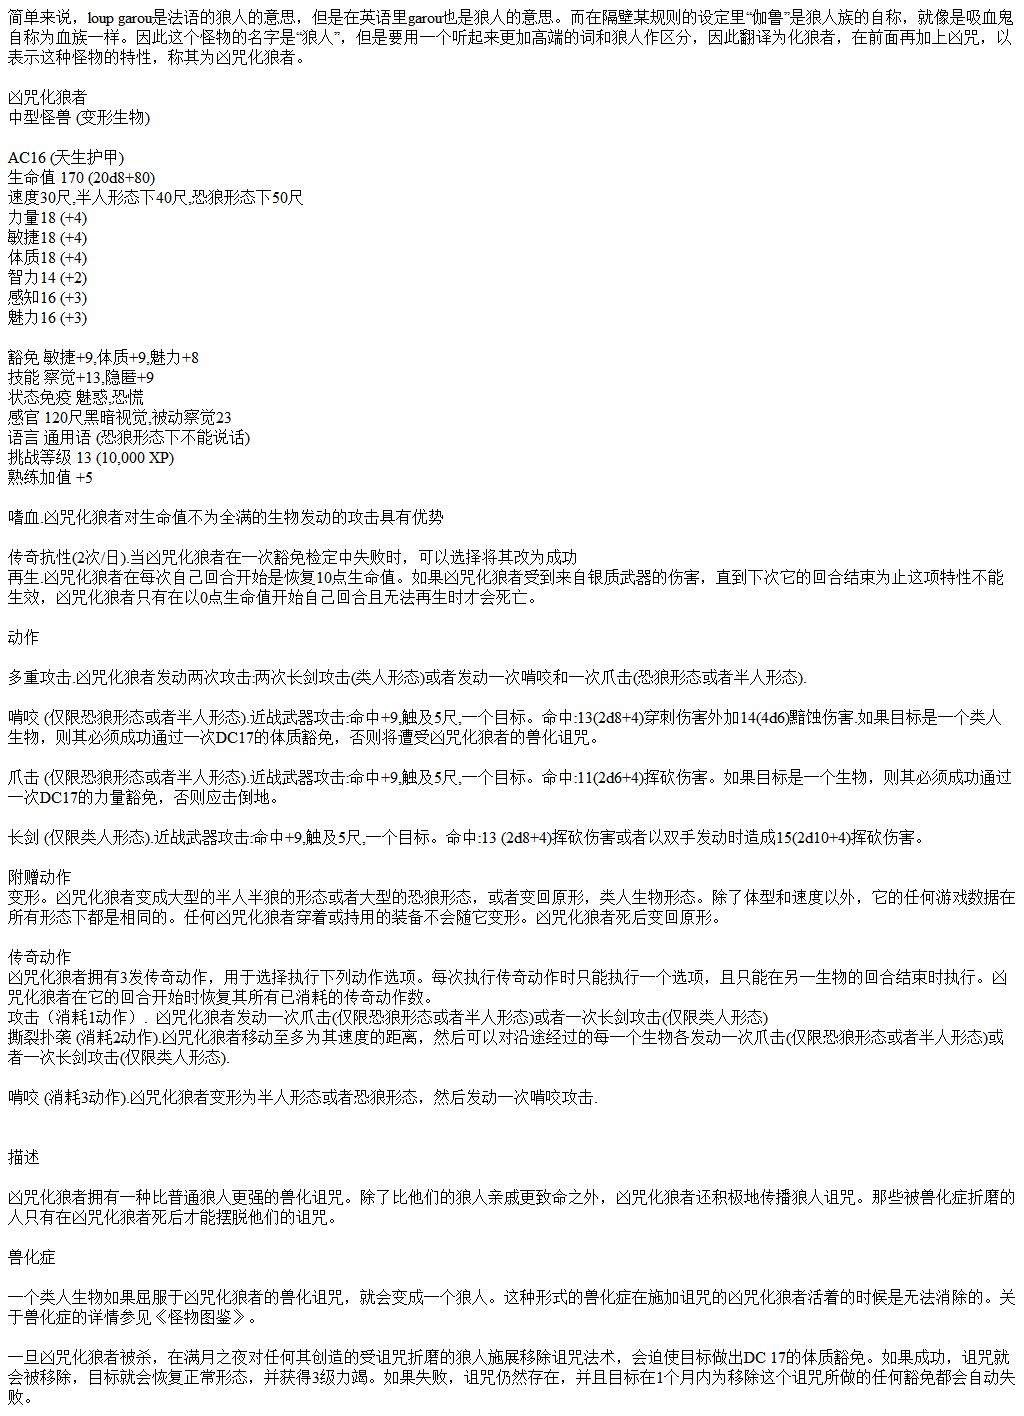 简单来说，loup garou是法语的狼人的意思，但是在英语里garou也是狼人的意思。而在隔壁某规则的设定里“伽鲁”是狼人族的自称，就像是吸血鬼
自称为血族一样。因此这个怪物的名字是“狼人”，但是要用一个听起来更加高端的词和狼人作区分，因此翻译为化狼者，在前面再加上凶咒，以
表示这种怪物的特性，称其为凶咒化狼者。
凶咒化狼者
中型怪兽 (变形生物)
AC16 (天生护甲)
生命值 170 (20d8+80)
速度30尺,半人形态下40尺,恐狼形态下50尺
力量18 (+4)
敏捷18 (+4)
体质18 (+4)
智力14 (+2)
感知16 (+3)
魅力16 (+3)
豁免 敏捷+9,体质+9,魅力+8
技能 察觉+13,隐匿+9
状态免疫 魅惑,恐慌
感官 120尺黑暗视觉,被动察觉23
语言 通用语 (恐狼形态下不能说话)
挑战等级 13 (10,000 XP)
熟练加值 +5
嗜血.凶咒化狼者对生命值不为全满的生物发动的攻击具有优势
传奇抗性(2次/日).当凶咒化狼者在一次豁免检定中失败时，可以选择将其改为成功
再生.凶咒化狼者在每次自己回合开始是恢复10点生命值。如果凶咒化狼者受到来自银质武器的伤害，直到下次它的回合结束为止这项特性不能
生效，凶咒化狼者只有在以0点生命值开始自己回合且无法再生时才会死亡。
动作
多重攻击.凶咒化狼者发动两次攻击:两次长剑攻击(类人形态)或者发动一次啃咬和一次爪击(恐狼形态或者半人形态).
啃咬 (仅限恐狼形态或者半人形态).近战武器攻击:命中+9,触及5尺,一个目标。命中:13(2d8+4)穿刺伤害外加14(4d6)黯蚀伤害.如果目标是一个类人
生物，则其必须成功通过一次DC17的体质豁免，否则将遭受凶咒化狼者的兽化诅咒。
爪击 (仅限恐狼形态或者半人形态).近战武器攻击:命中+9,触及5尺,一个目标。命中:11(2d6+4)挥砍伤害。如果目标是一个生物，则其必须成功通过
一次DC17的力量豁免，否则应击倒地。
长剑 (仅限类人形态).近战武器攻击:命中+9,触及5尺,一个目标。命中:13 (2d8+4)挥砍伤害或者以双手发动时造成15(2d10+4)挥砍伤害。
附赠动作
变形。凶咒化狼者变成大型的半人半狼的形态或者大型的恐狼形态，或者变回原形，类人生物形态。除了体型和速度以外，它的任何游戏数据在
所有形态下都是相同的。任何凶咒化狼者穿着或持用的装备不会随它变形。凶咒化狼者死后变回原形。
传奇动作
凶咒化狼者拥有3发传奇动作，用于选择执行下列动作选项。每次执行传奇动作时只能执行一个选项，且只能在另一生物的回合结束时执行。凶
咒化狼者在它的回合开始时恢复其所有已消耗的传奇动作数。
攻击（消耗1动作）. 凶咒化狼者发动一次爪击(仅限恐狼形态或者半人形态)或者一次长剑攻击(仅限类人形态)
撕裂扑袭 (消耗2动作).凶咒化狼者移动至多为其速度的距离，然后可以对沿途经过的每一个生物各发动一次爪击(仅限恐狼形态或者半人形态)或
者一次长剑攻击(仅限类人形态).
啃咬 (消耗3动作).凶咒化狼者变形为半人形态或者恐狼形态，然后发动一次啃咬攻击.
描述
凶咒化狼者拥有一种比普通狼人更强的兽化诅咒。除了比他们的狼人亲戚更致命之外，凶咒化狼者还积极地传播狼人诅咒。那些被兽化症折磨的
人只有在凶咒化狼者死后才能摆脱他们的诅咒。
兽化症
一个类人生物如果屈服于凶咒化狼者的兽化诅咒，就会变成一个狼人。这种形式的兽化症在施加诅咒的凶咒化狼者活着的时候是无法消除的。关
于兽化症的详情参见《怪物图鉴》。
一旦凶咒化狼者被杀，在满月之夜对任何其创造的受诅咒折磨的狼人施展移除诅咒法术，会迫使目标做出DC 17的体质豁免。如果成功，诅咒就
会被移除，目标就会恢复正常形态，并获得3级力竭。如果失败，诅咒仍然存在，并且目标在1个月内为移除这个诅咒所做的任何豁免都会自动失
败。